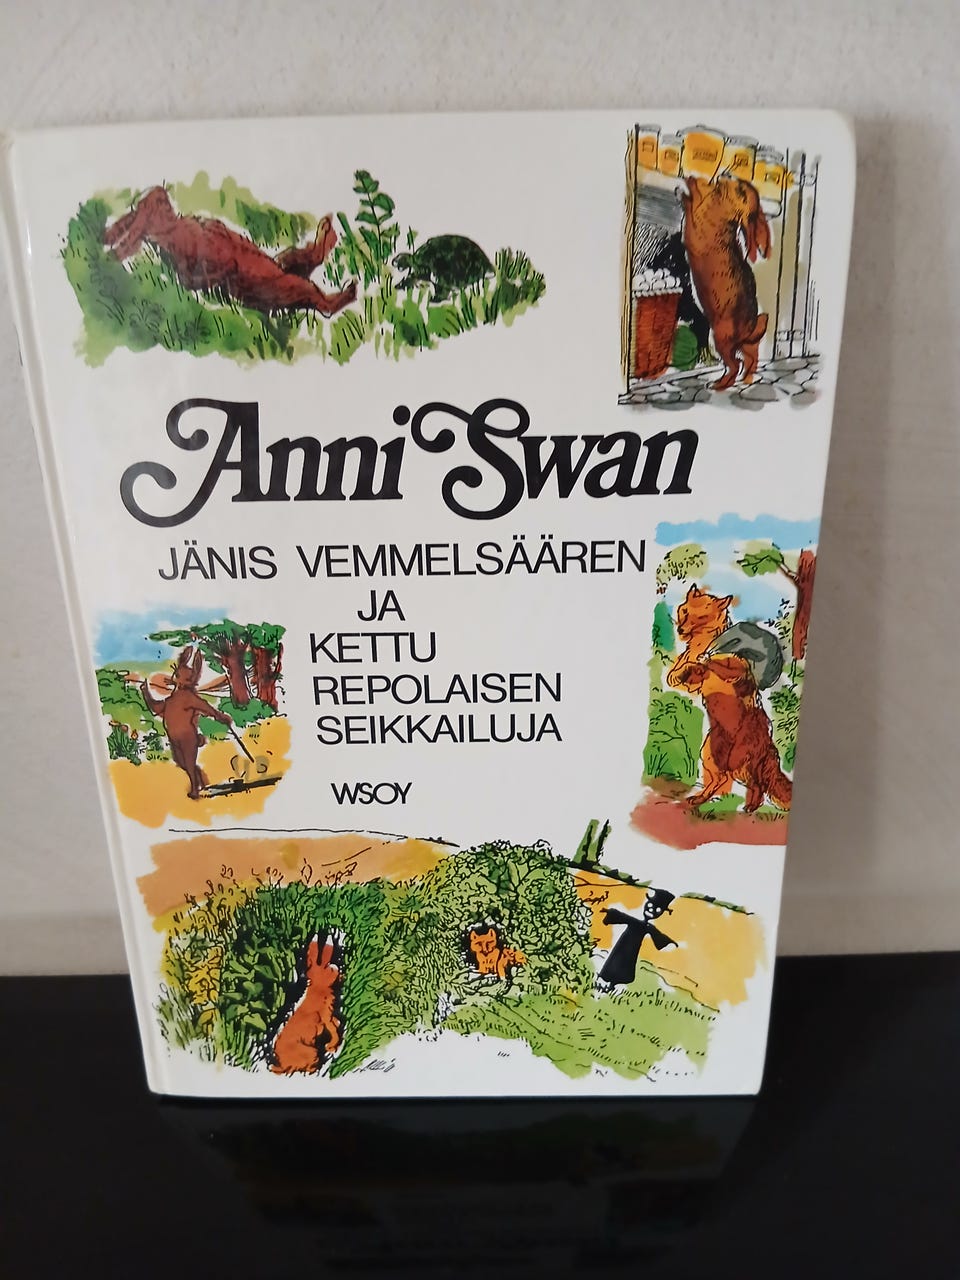 Anni Swan
JÄNIS VEMMELSÄÄREN
JA
KETTU
REPOLAISEN
SEIKKAILUJA
WSOY